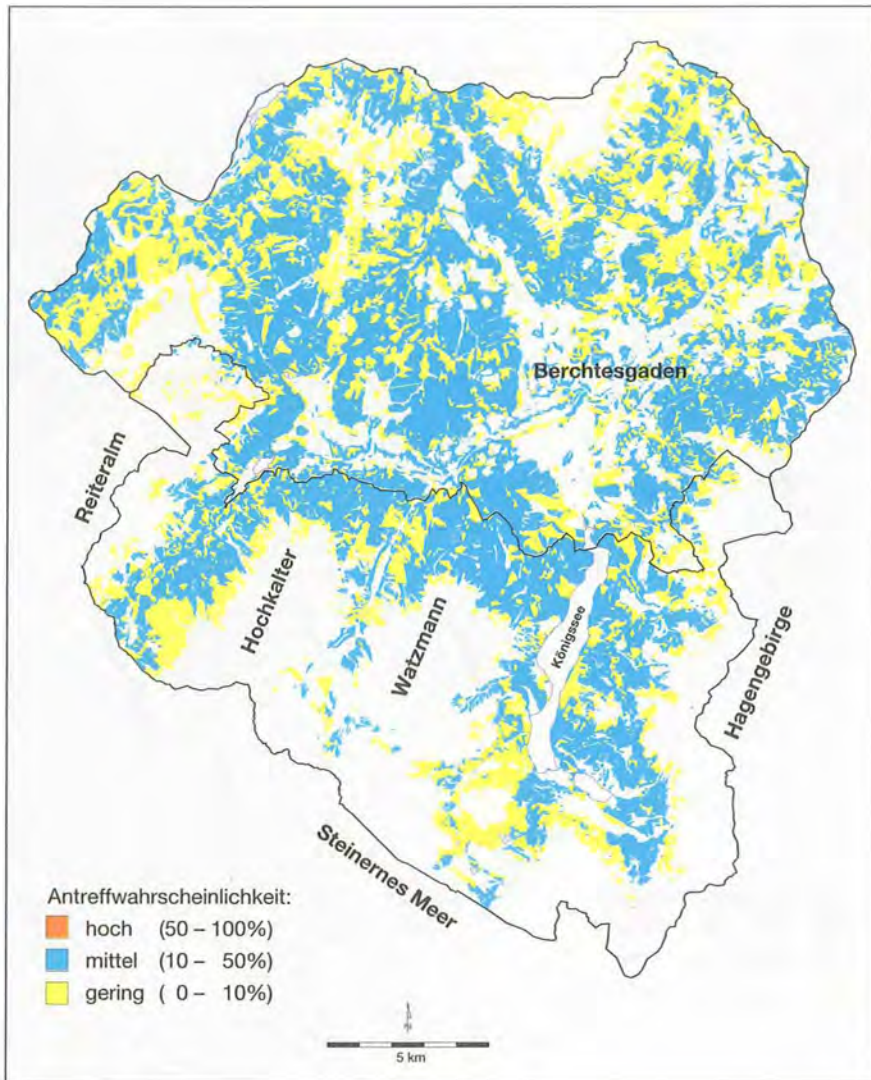 Berchtesgaden
Reiteralm
Hochkalter
Watzmann
Königssee
Hagengebirge
Steinernes Meer
Antreffwahrscheinlichkeit:
hoch (50 – 100%)
mittel (10 – 50%)
gering ( 0 – 10%)
5 km